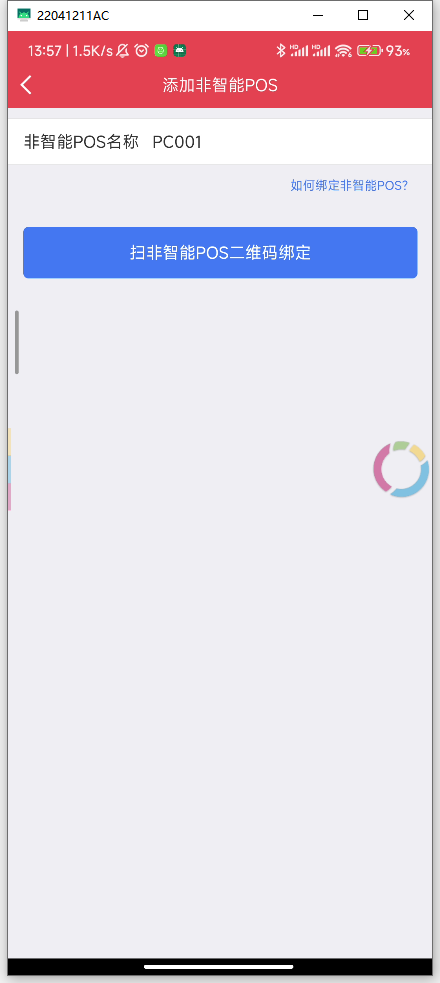 22041211AC
13:57 | 1.5K/s
HD HD 93%
添加非智能POS
非智能POS名称 PC001
如何绑定非智能POS?
扫非智能POS二维码绑定